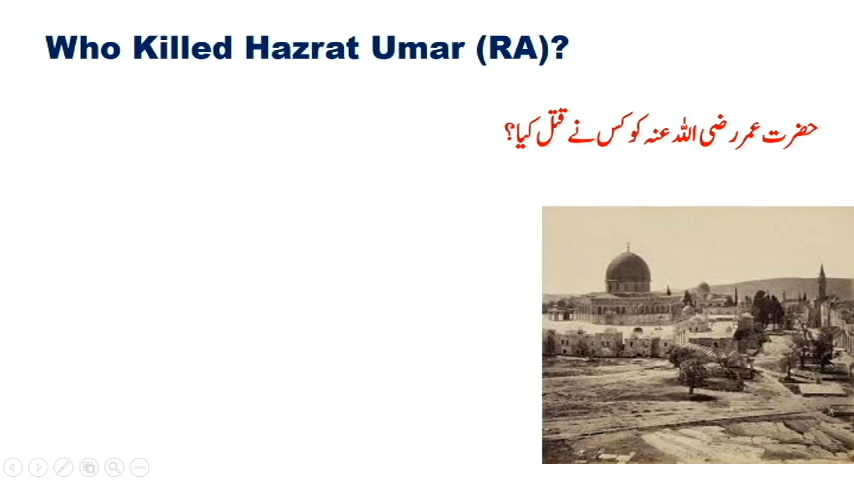 Who Killed Hazrat Umar (RA)?
حضرت عمر رضی اللہ عنہ کو کس نے قتل کیا؟